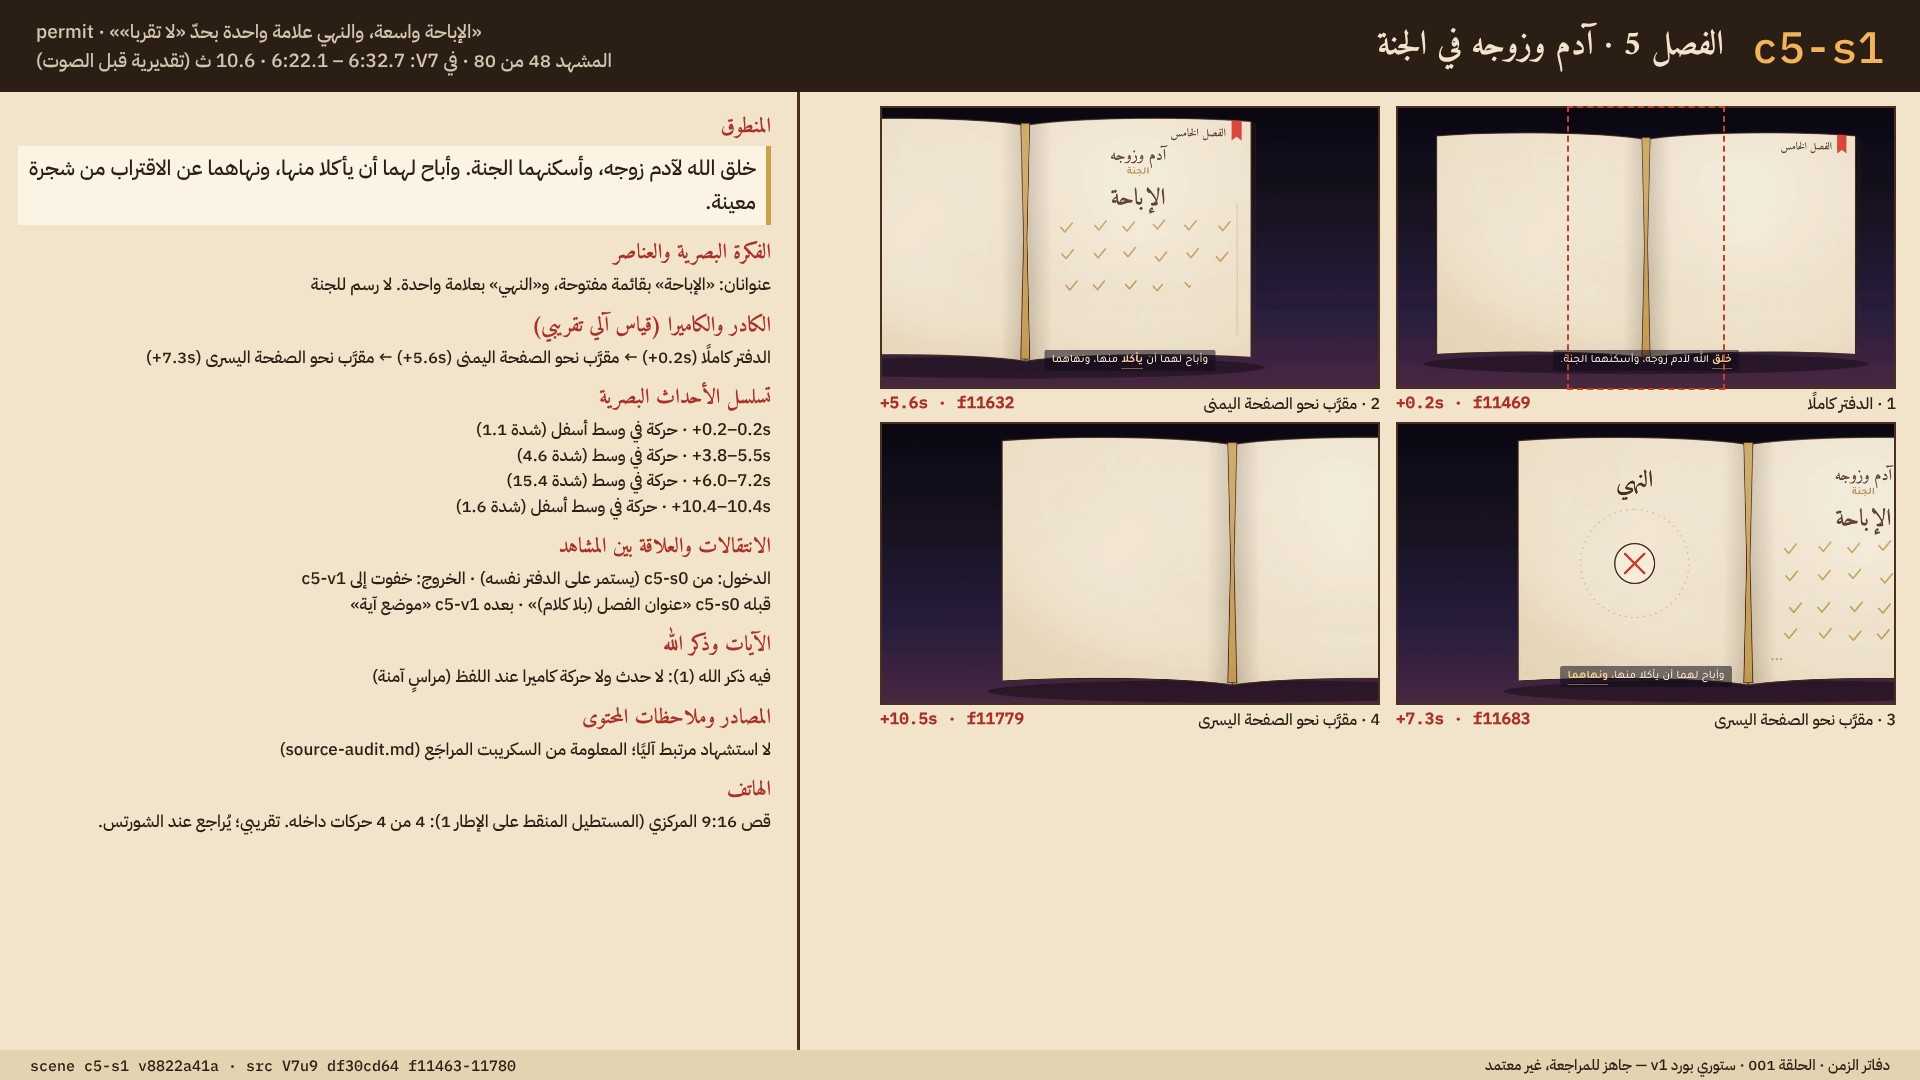 c5-s1 الفصل 5 · آدم وزوجه في الجنة
«الإباحة واسعة، والنهي علامة واحدة بحدّ «لا تقربا»» · permit
المشهد 48 من 80 · في V7: 6:22.1 – 6:32.7 · 10.6 ث (تقديرية قبل الصوت)
الفصل الخامس
خلق الله لآدم زوجه، وأسكنهما الجنة.
1 · الدفتر كاملًا
+0.2s · f11469
الفصل الخامس
آدم وزوجه
الجنة
الإباحة
وأباح لهما أن يأكلا منها، ونهاهما
2 · مقرَّب نحو الصفحة اليمنى
+5.6s · f11632
آدم وزوجه
الجنة
الإباحة
...
النهي
وأباح لهما أن يأكلا منها، ونهاهما
3 · مقرَّب نحو الصفحة اليسرى
+7.3s · f11683
4 · مقرَّب نحو الصفحة اليسرى
+10.5s · f11779
المنطوق
خلق الله لآدم زوجه، وأسكنهما الجنة. وأباح لهما أن يأكلا منها، ونهاهما عن الاقتراب من شجرة
معينة.
الفكرة البصرية والعناصر
عنوانان: «الإباحة» بقائمة مفتوحة، و«النهي» بعلامة واحدة. لا رسم للجنة
الكادر والكاميرا (قياس آلي تقريبي)
الدفتر كاملًا (+0.2s) ← مقرَّب نحو الصفحة اليمنى (+5.6s) ← مقرَّب نحو الصفحة اليسرى (+7.3s)
تسلسل الأحداث البصرية
+0.2–0.2s · حركة في وسط أسفل (شدة 1.1)
+3.8–5.5s · حركة في وسط (شدة 4.6)
+6.0–7.2s · حركة في وسط (شدة 15.4)
+10.4–10.4s · حركة في وسط أسفل (شدة 1.6)
الانتقالات والعلاقة بين المشاهد
الدخول: من c5-s0 (يستمر على الدفتر نفسه) · الخروج: خفوت إلى c5-v1
قبله c5-s0 «عنوان الفصل (بلا كلام)» · بعده c5-v1 «موضع آية»
الآيات وذكر الله
فيه ذكر الله (1): لا حدث ولا حركة كاميرا عند اللفظ (مراسٍ آمنة)
المصادر وملاحظات المحتوى
لا استشهاد مرتبط آليًا؛ المعلومة من السكريبت المراجَع (source-audit.md)
الهاتف
قص 9:16 المركزي (المستطيل المنقط على الإطار 1): 4 من 4 حركات داخله. تقريبي؛ يُراجع عند الشورتس.
دفاتر الزمن · الحلقة 001 · ستوري بورد v1 — جاهز للمراجعة، غير معتمد
scene c5-s1 v8822a41a · src V7u9 df30cd64 f11463-11780